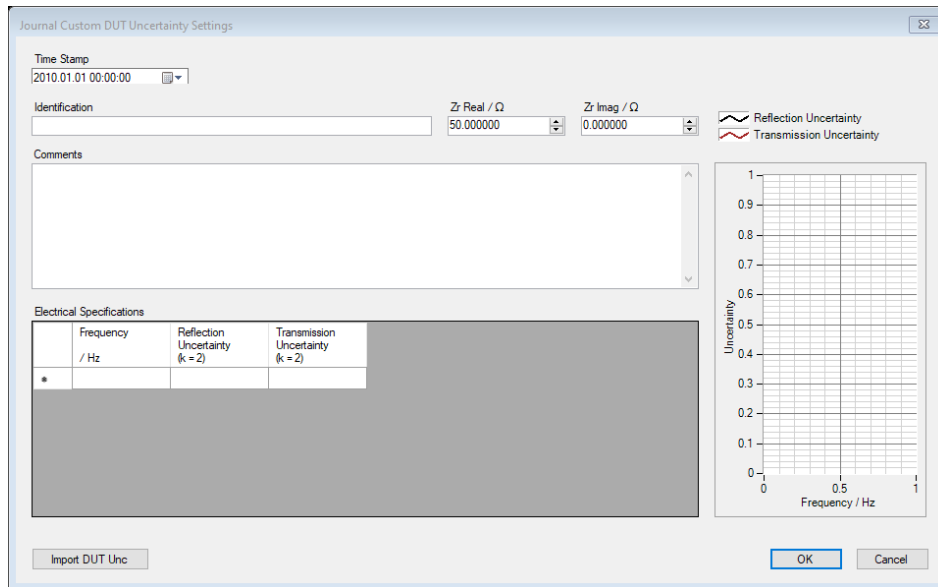 Journal Custom DUT Uncertainty Settings
Time Stamp
2010.01.01 00:00:00
Identification
Zr Real / Ω
Zr Imag / Ω
50.000000
0.000000
Reflection Uncertainty
Transmission Uncertainty
Comments
1
0.9
0.8
0.7
0.6
0.5
0.4
0.3
0.2
0.1
0
Uncertainty
0
0.5
1
Frequency / Hz
Electrical Specifications
Frequency
/ Hz
Reflection
Uncertainty
(k = 2)
Transmission
Uncertainty
(k = 2)
*
Import DUT Unc
OK
Cancel